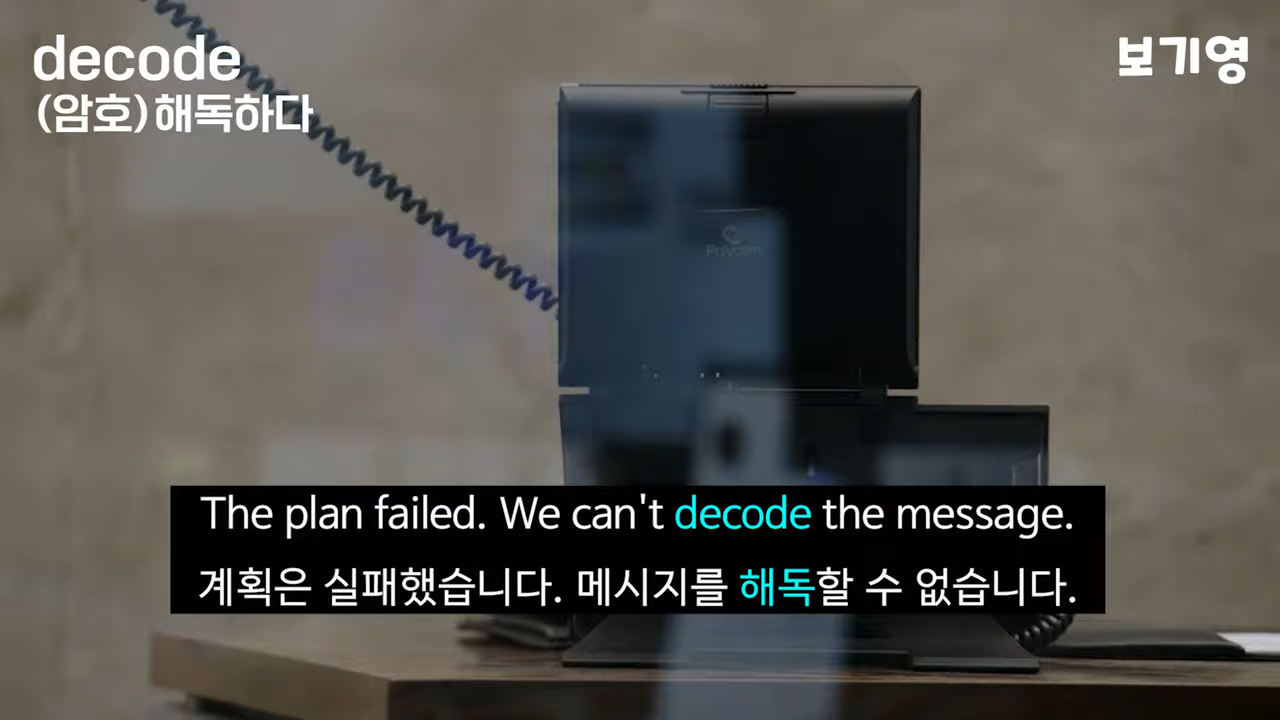 decode
(암호) 해독하다
보기영
Polycom
The plan failed. We can't decode the message.
계획은 실패했습니다. 메시지를 해독할 수 없습니다.